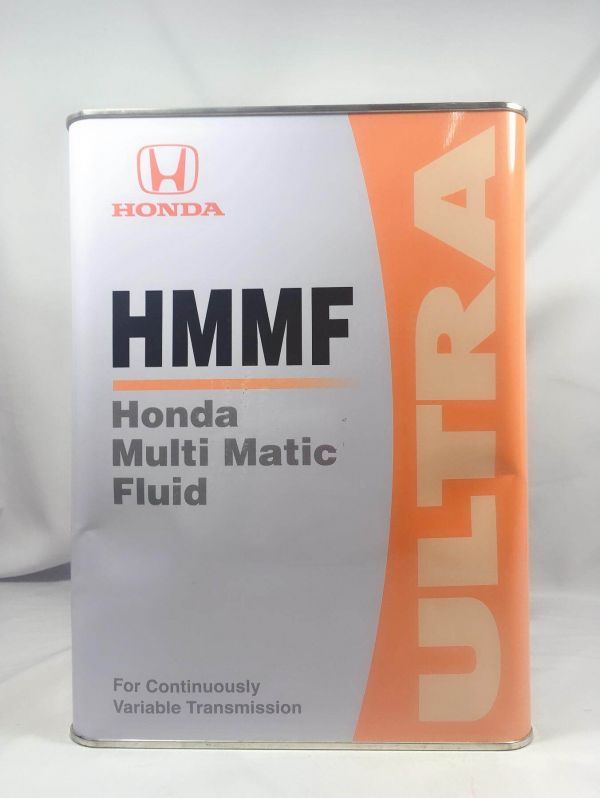 HONDA
HMMF
Honda
Multi Matic
Fluid
For Continuously
Variable Transmission
ULTRA